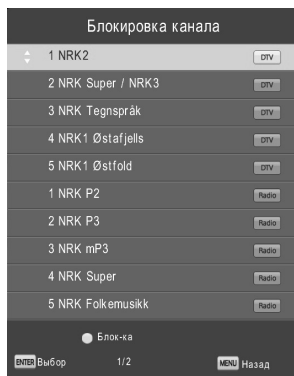 Блокировка канала
1 NRK2 DTV
2 NRK Super / NRK3 DTV
3 NRK Tegnspråk DTV
4 NRK1 Østafjells DTV
5 NRK1 Østfold DTV
1 NRK P2 Radio
2 NRK P3 Radio
3 NRK mP3 Radio
4 NRK Super Radio
5 NRK Folkemusikk Radio
Блок-ка
ENTER Выбор 1/2 MENU Назад